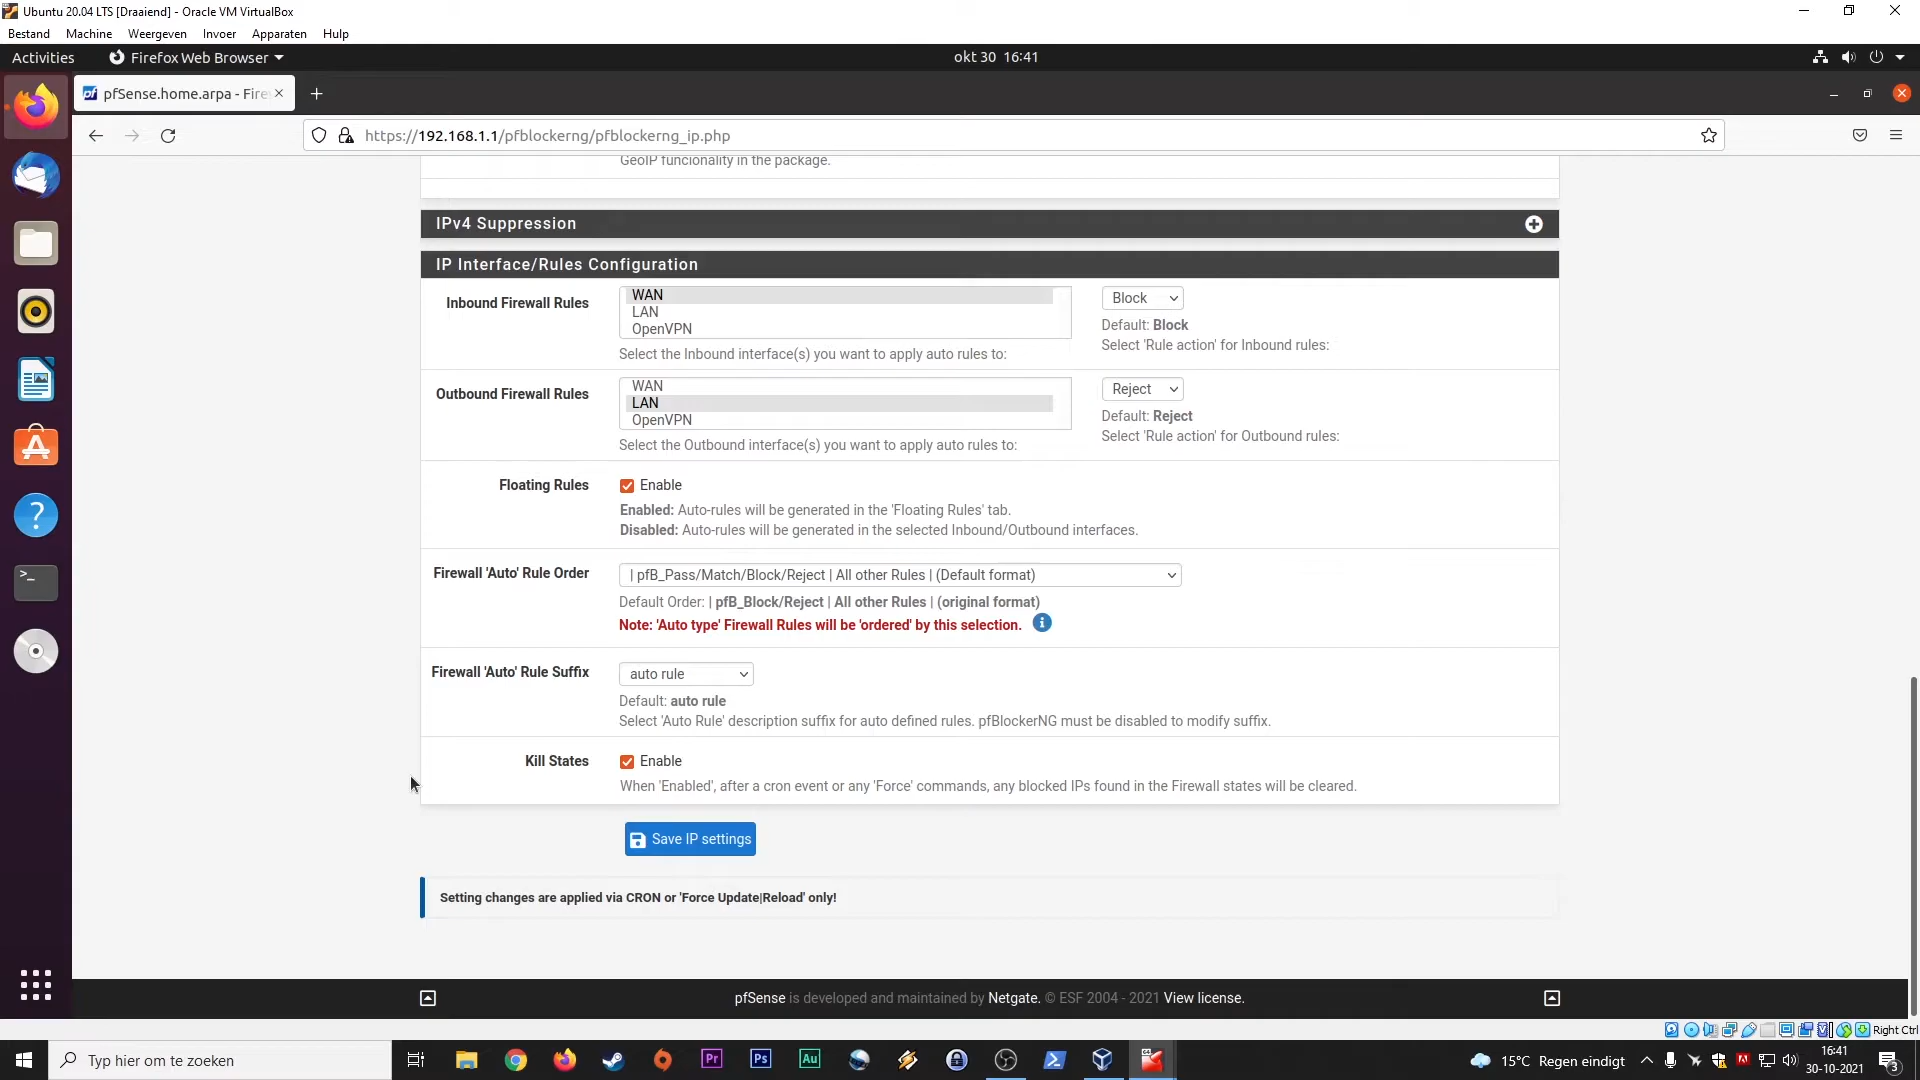 Ubuntu 20.04 LTS [Draaiend] - Oracle VM VirtualBox
Bestand Machine Weergeven Invoer Apparaten Hulp
Activities Firefox Web Browser okt 30 16:41
pfSense.home.arpa - Fire
https://192.168.1.1/pfblockerng/pfblockerng_ip.php
GeoIP funcionality in the package.
IPv4 Suppression
IP Interface/Rules Configuration
Inbound Firewall Rules
WAN
LAN
OpenVPN
Select the Inbound interface(s) you want to apply auto rules to:
Block
Default: Block
Select 'Rule action' for Inbound rules:
Outbound Firewall Rules
WAN
LAN
OpenVPN
Select the Outbound interface(s) you want to apply auto rules to:
Reject
Default: Reject
Select 'Rule action' for Outbound rules:
Floating Rules
Enable
Enabled: Auto-rules will be generated in the 'Floating Rules' tab.
Disabled: Auto-rules will be generated in the selected Inbound/Outbound interfaces.
Firewall 'Auto' Rule Order
| pfB_Pass/Match/Block/Reject | All other Rules | (Default format)
Default Order: | pfB_Block/Reject | All other Rules | (original format)
Note: 'Auto type' Firewall Rules will be 'ordered' by this selection.
Firewall 'Auto' Rule Suffix
auto rule
Default: auto rule
Select 'Auto Rule' description suffix for auto defined rules. pfBlockerNG must be disabled to modify suffix.
Kill States
Enable
When 'Enabled', after a cron event or any 'Force' commands, any blocked IPs found in the Firewall states will be cleared.
Save IP settings
Setting changes are applied via CRON or 'Force Update|Reload' only!
pfSense is developed and maintained by Netgate. © ESF 2004 - 2021 View license.
Right Ctrl
Typ hier om te zoeken
Pr Ps Au
15°C Regen eindigt
16:41
30-10-2021
3